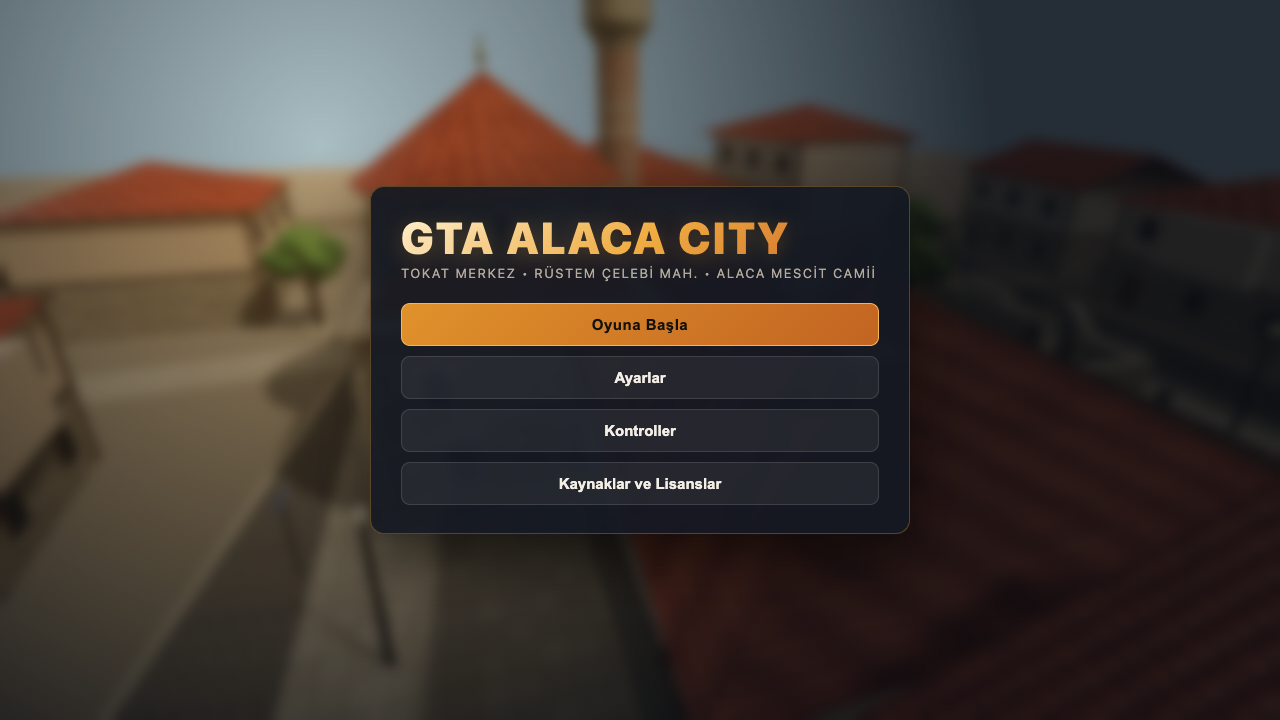 GTA ALACA CITY
TOKAT MERKEZ • RÜSTEM ÇELEBİ MAH. • ALACA MESCİT CAMİİ
Oyuna Başla
Ayarlar
Kontroller
Kaynaklar ve Lisanslar